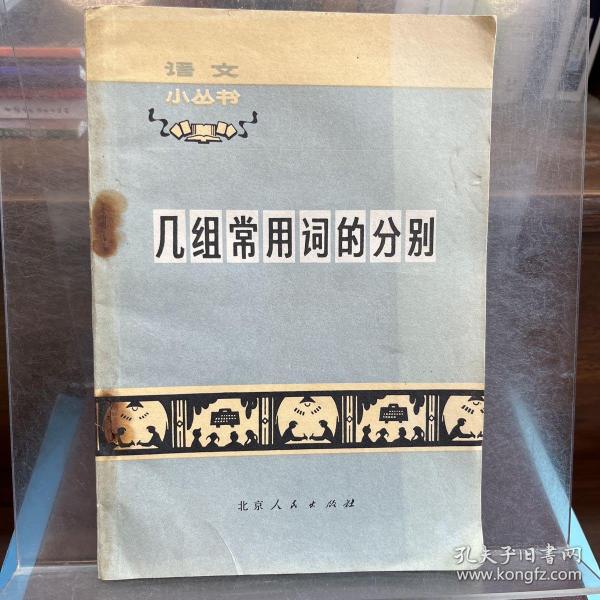 语文
小丛书
几组常用词的分别
北京人民出版社
孔夫子旧书网
www.kongfz.com